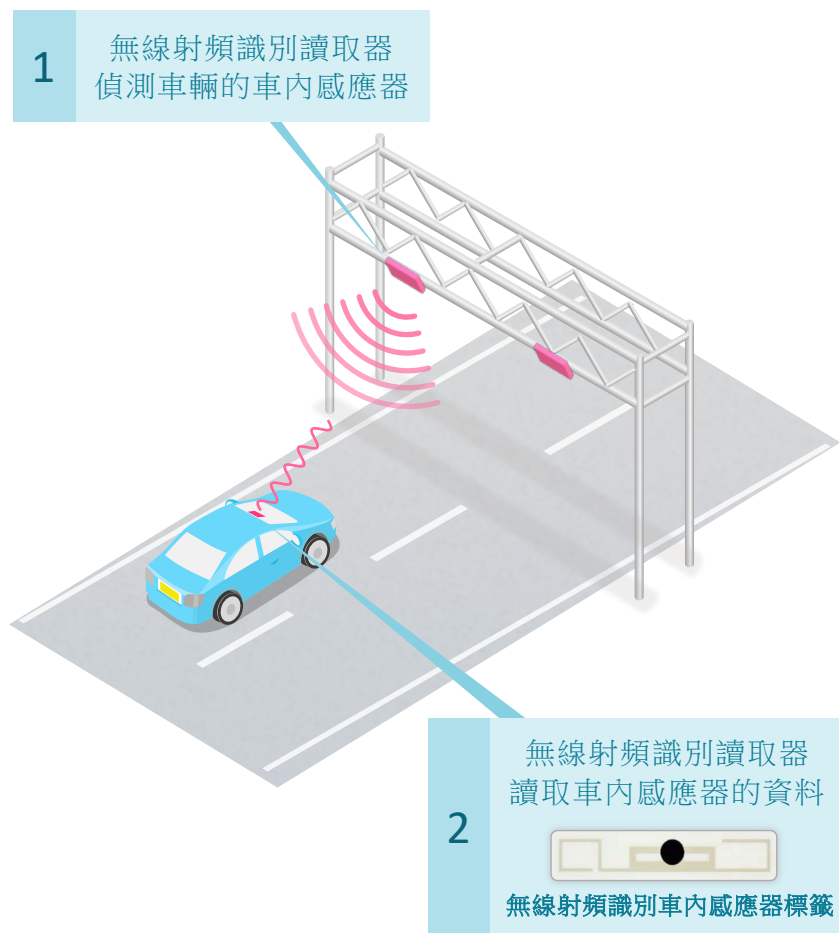 1
無線射頻識別讀取器
偵測車輛的車內感應器
2
無線射頻識別讀取器
讀取車內感應器的資料
無線射頻識別車內感應器標籤